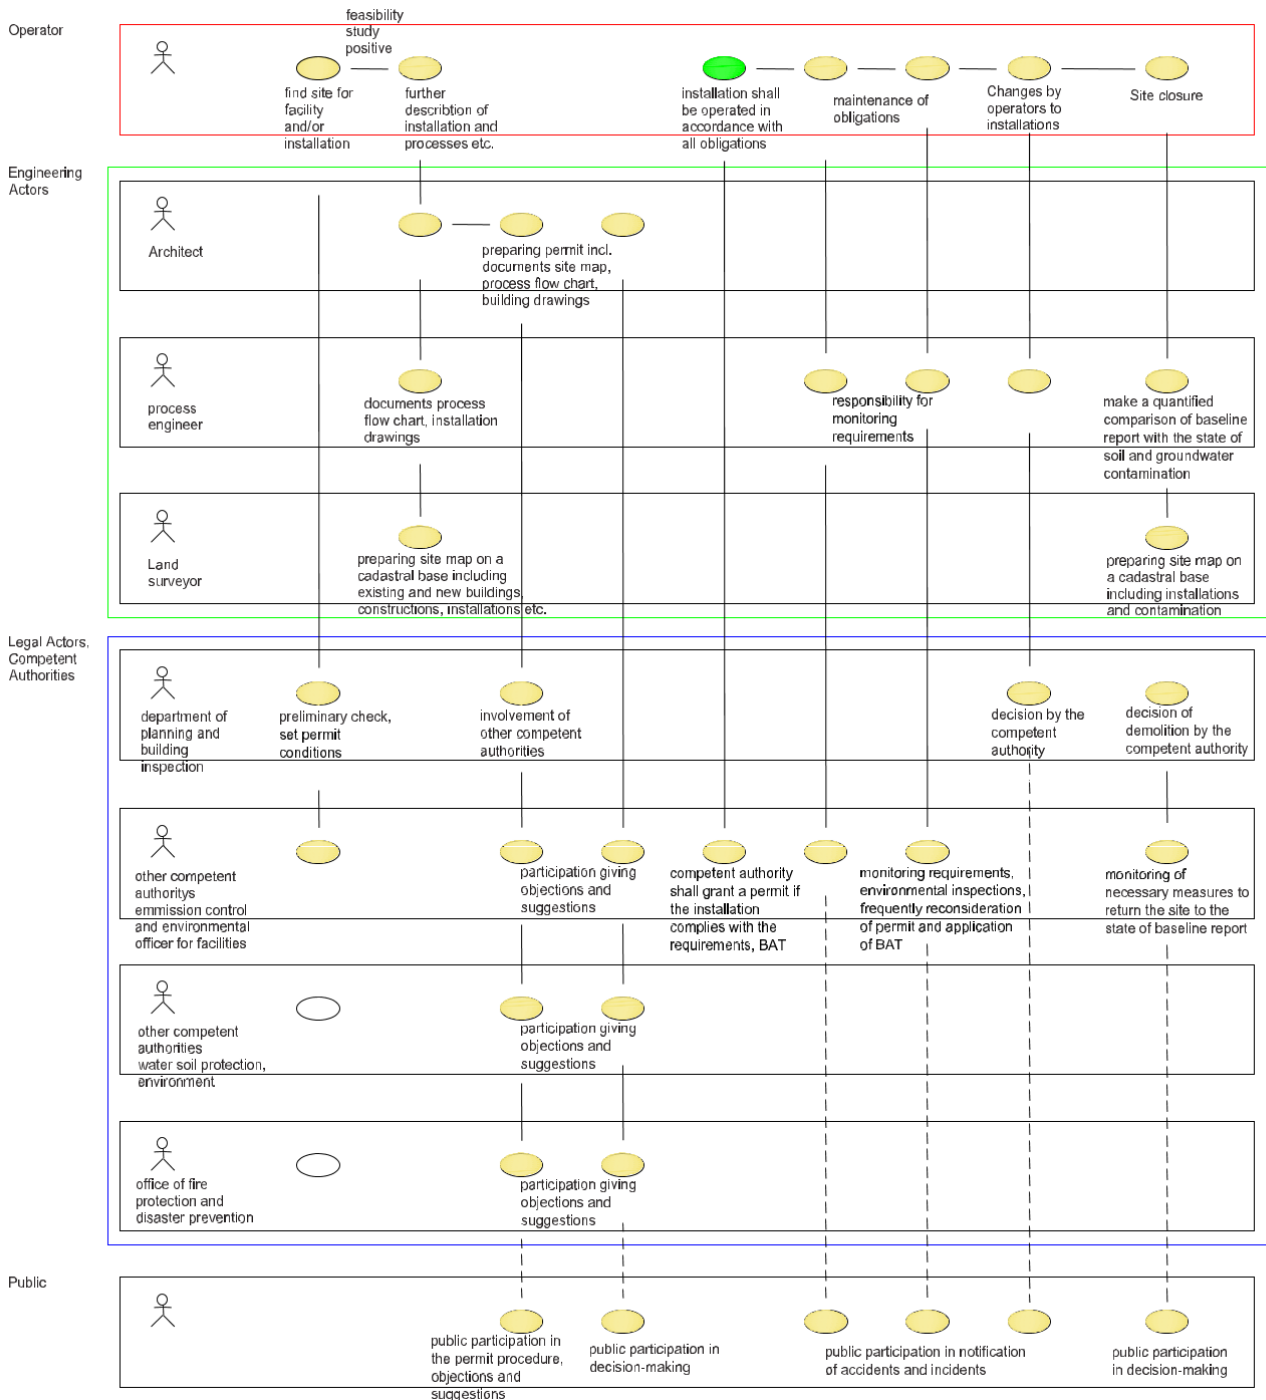 Operator
feasibility
study
positive
find site for
facility
and/or
installation
further
describtion of
installation and
processes etc.
installation shall
be operated in
accordance with
all obligations
maintenance of
obligations
Changes by
operators to
installations
Site closure
Engineering
Actors
Architect
preparing permit incl.
documents site map,
process flow chart,
building drawings
process
engineer
documents process
flow chart, installation
drawings
responsibility for
monitoring
requirements
make a quantified
comparison of baseline
report with the state of
soil and groundwater
contamination
Land
surveyor
preparing site map on a
cadastral base including
existing and new buildings,
constructions, installations etc.
preparing site map on
a cadastral base
including installations
and contamination
Legal Actors,
Competent
Authorities
department of
planning and
building
inspection
preliminary check,
set permit
conditions
involvement of
other competent
authorities
decision by the
competent
authority
decision of
demolition by the
competent authority
other competent
authoritys
emmission control
and environmental
officer for facilities
participation giving
objections and
suggestions
competent authority
shall grant a permit if
the installation
complies with the
requirements, BAT
monitoring requirements,
environmental inspections,
frequently reconsideration
of permit and application
of BAT
monitoring of
necessary measures to
return the site to the
state of baseline report
other competent
authorities
water soil protection,
environment
participation giving
objections and
suggestions
office of fire
protection and
disaster prevention
participation giving
objections and
suggestions
Public
public participation in
the permit procedure,
objections and
suggestions
public participation in
decision-making
public participation in notification
of accidents and incidents
public participation
in decision-making